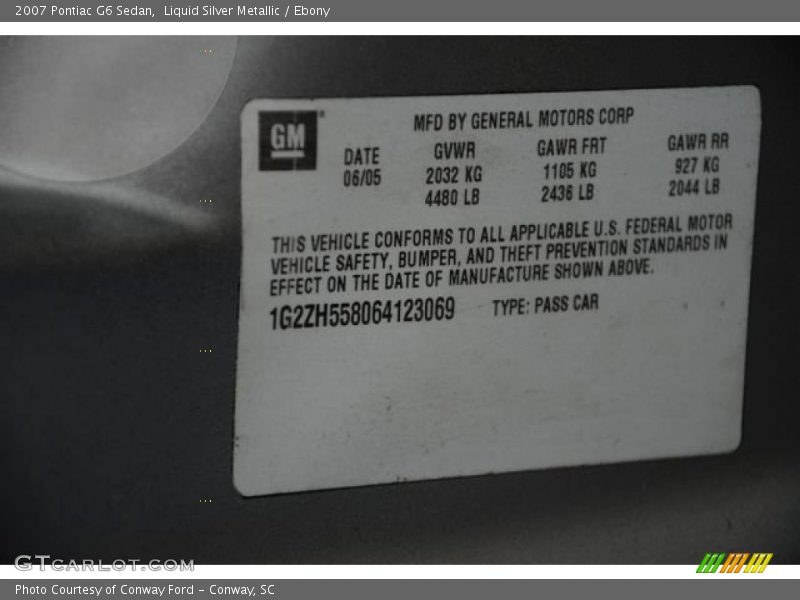 2007 Pontiac G6 Sedan,  Liquid Silver Metallic / Ebony
GM
MFD BY GENERAL MOTORS CORP
DATE GVWR GAWR FRT GAWR RR
06/05 2032 KG 1105 KG 927 KG
4480 LB 2436 LB 2044 LB
THIS VEHICLE CONFORMS TO ALL APPLICABLE U.S. FEDERAL MOTOR
VEHICLE SAFETY, BUMPER, AND THEFT PREVENTION STANDARDS IN
EFFECT ON THE DATE OF MANUFACTURE SHOWN ABOVE.
1G2ZH558064123069 TYPE: PASS CAR
GTCARLOT.COM
Photo Courtesy of Conway Ford - Conway, SC